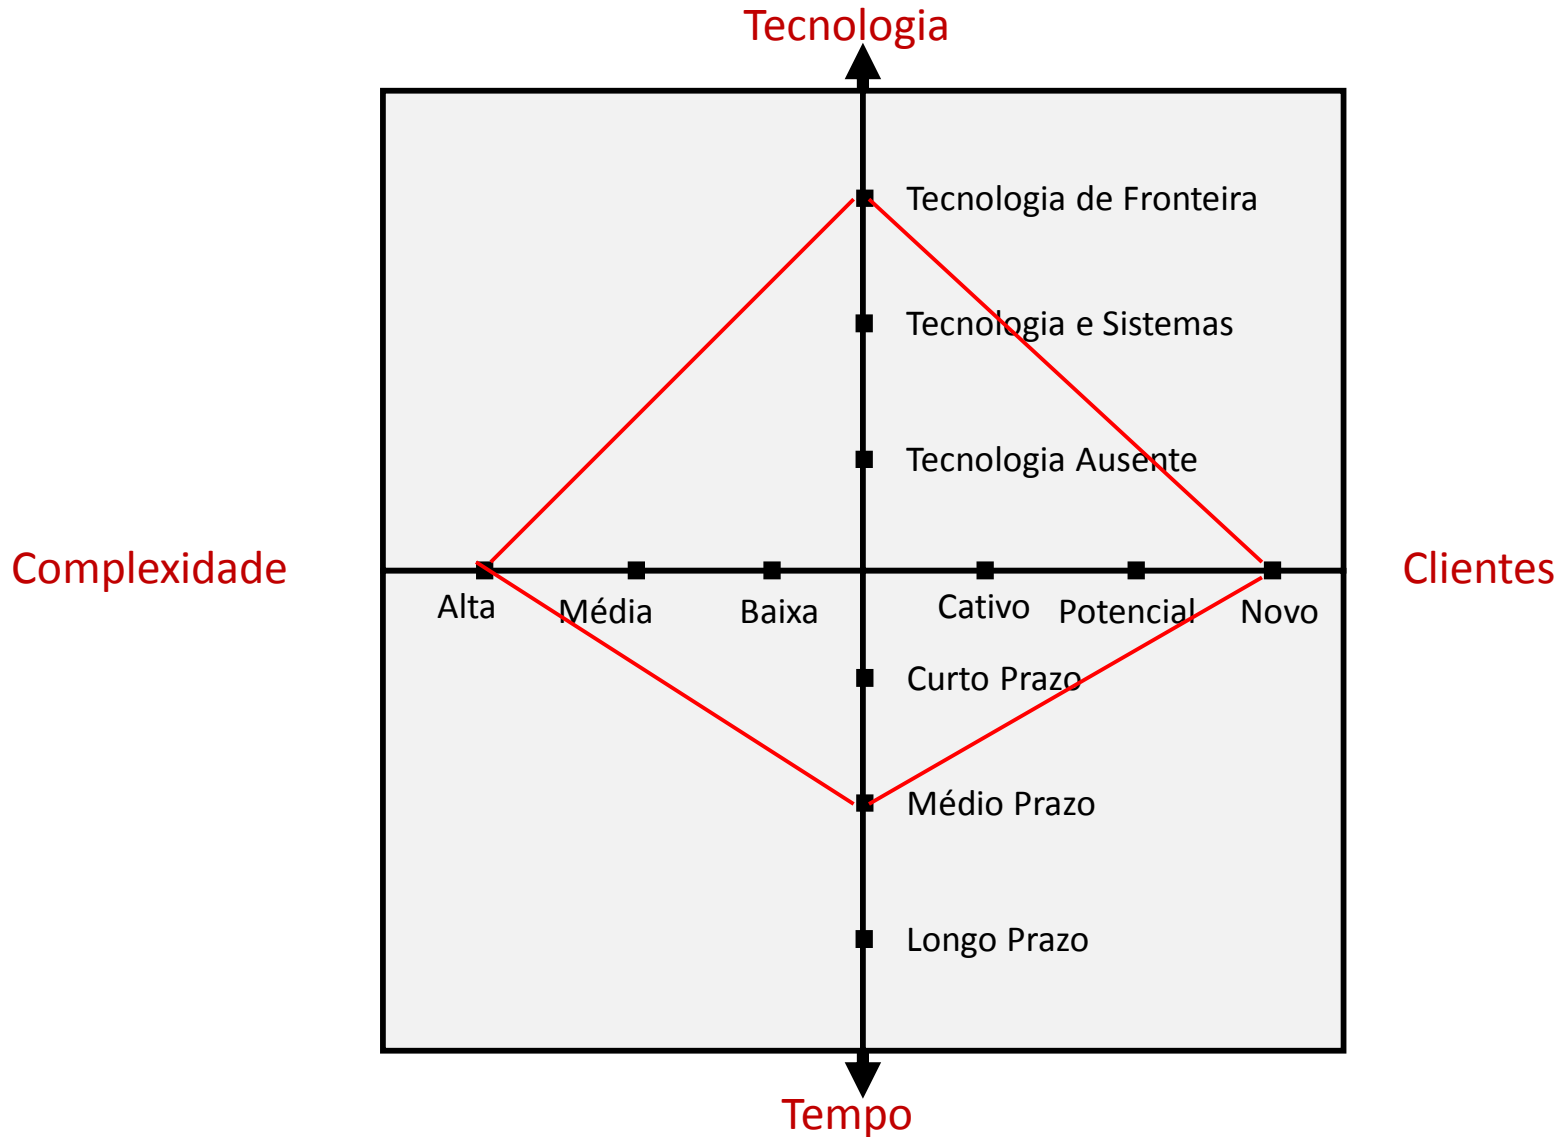 Tecnologia
Tecnologia de Fronteira
Tecnologia e Sistemas
Tecnologia Ausente
Complexidade
Clientes
Alta
Média
Baixa
Cativo
Potencial
Novo
Curto Prazo
Médio Prazo
Longo Prazo
Tempo